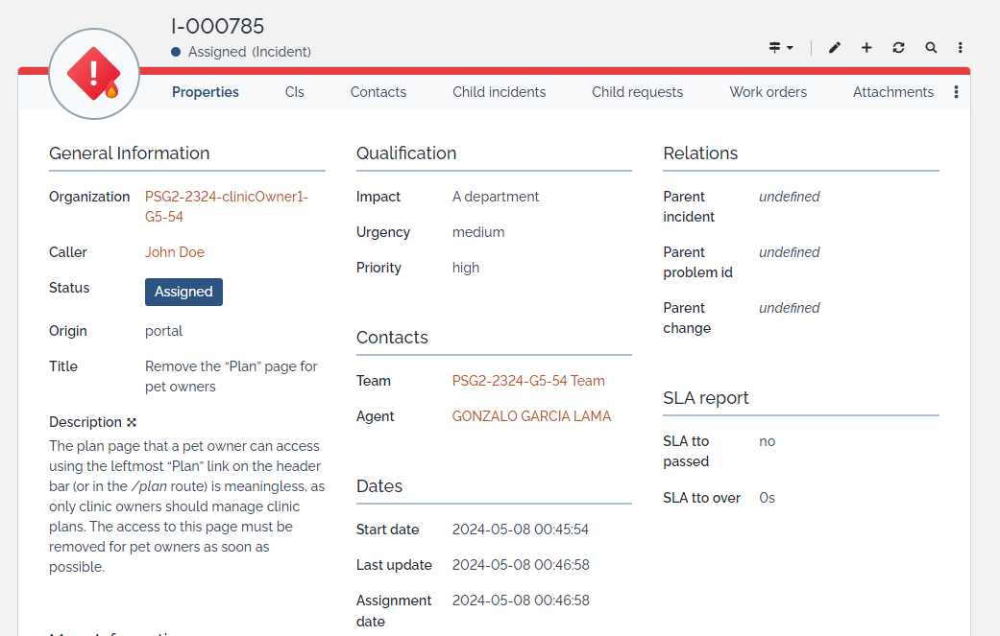 I-000785
Assigned (Incident)
Properties
CIs
Contacts
Child incidents
Child requests
Work orders
Attachments
General Information
Organization
PSG2-2324-clinicOwner1-
G5-54
Caller
John Doe
Status
Assigned
Origin
portal
Title
Remove the “Plan” page for
pet owners
Description
The plan page that a pet owner can access
using the leftmost “Plan” link on the header
bar (or in the /plan route) is meaningless, as
only clinic owners should manage clinic
plans. The access to this page must be
removed for pet owners as soon as
possible.
Qualification
Impact
A department
Urgency
medium
Priority
high
Contacts
Team
PSG2-2324-G5-54 Team
Agent
GONZALO GARCIA LAMA
Dates
Start date
2024-05-08 00:45:54
Last update
2024-05-08 00:46:58
Assignment
date
2024-05-08 00:46:58
Relations
Parent
incident
undefined
Parent
problem id
undefined
Parent
change
undefined
SLA report
SLA tto
passed
no
SLA tto over
0s